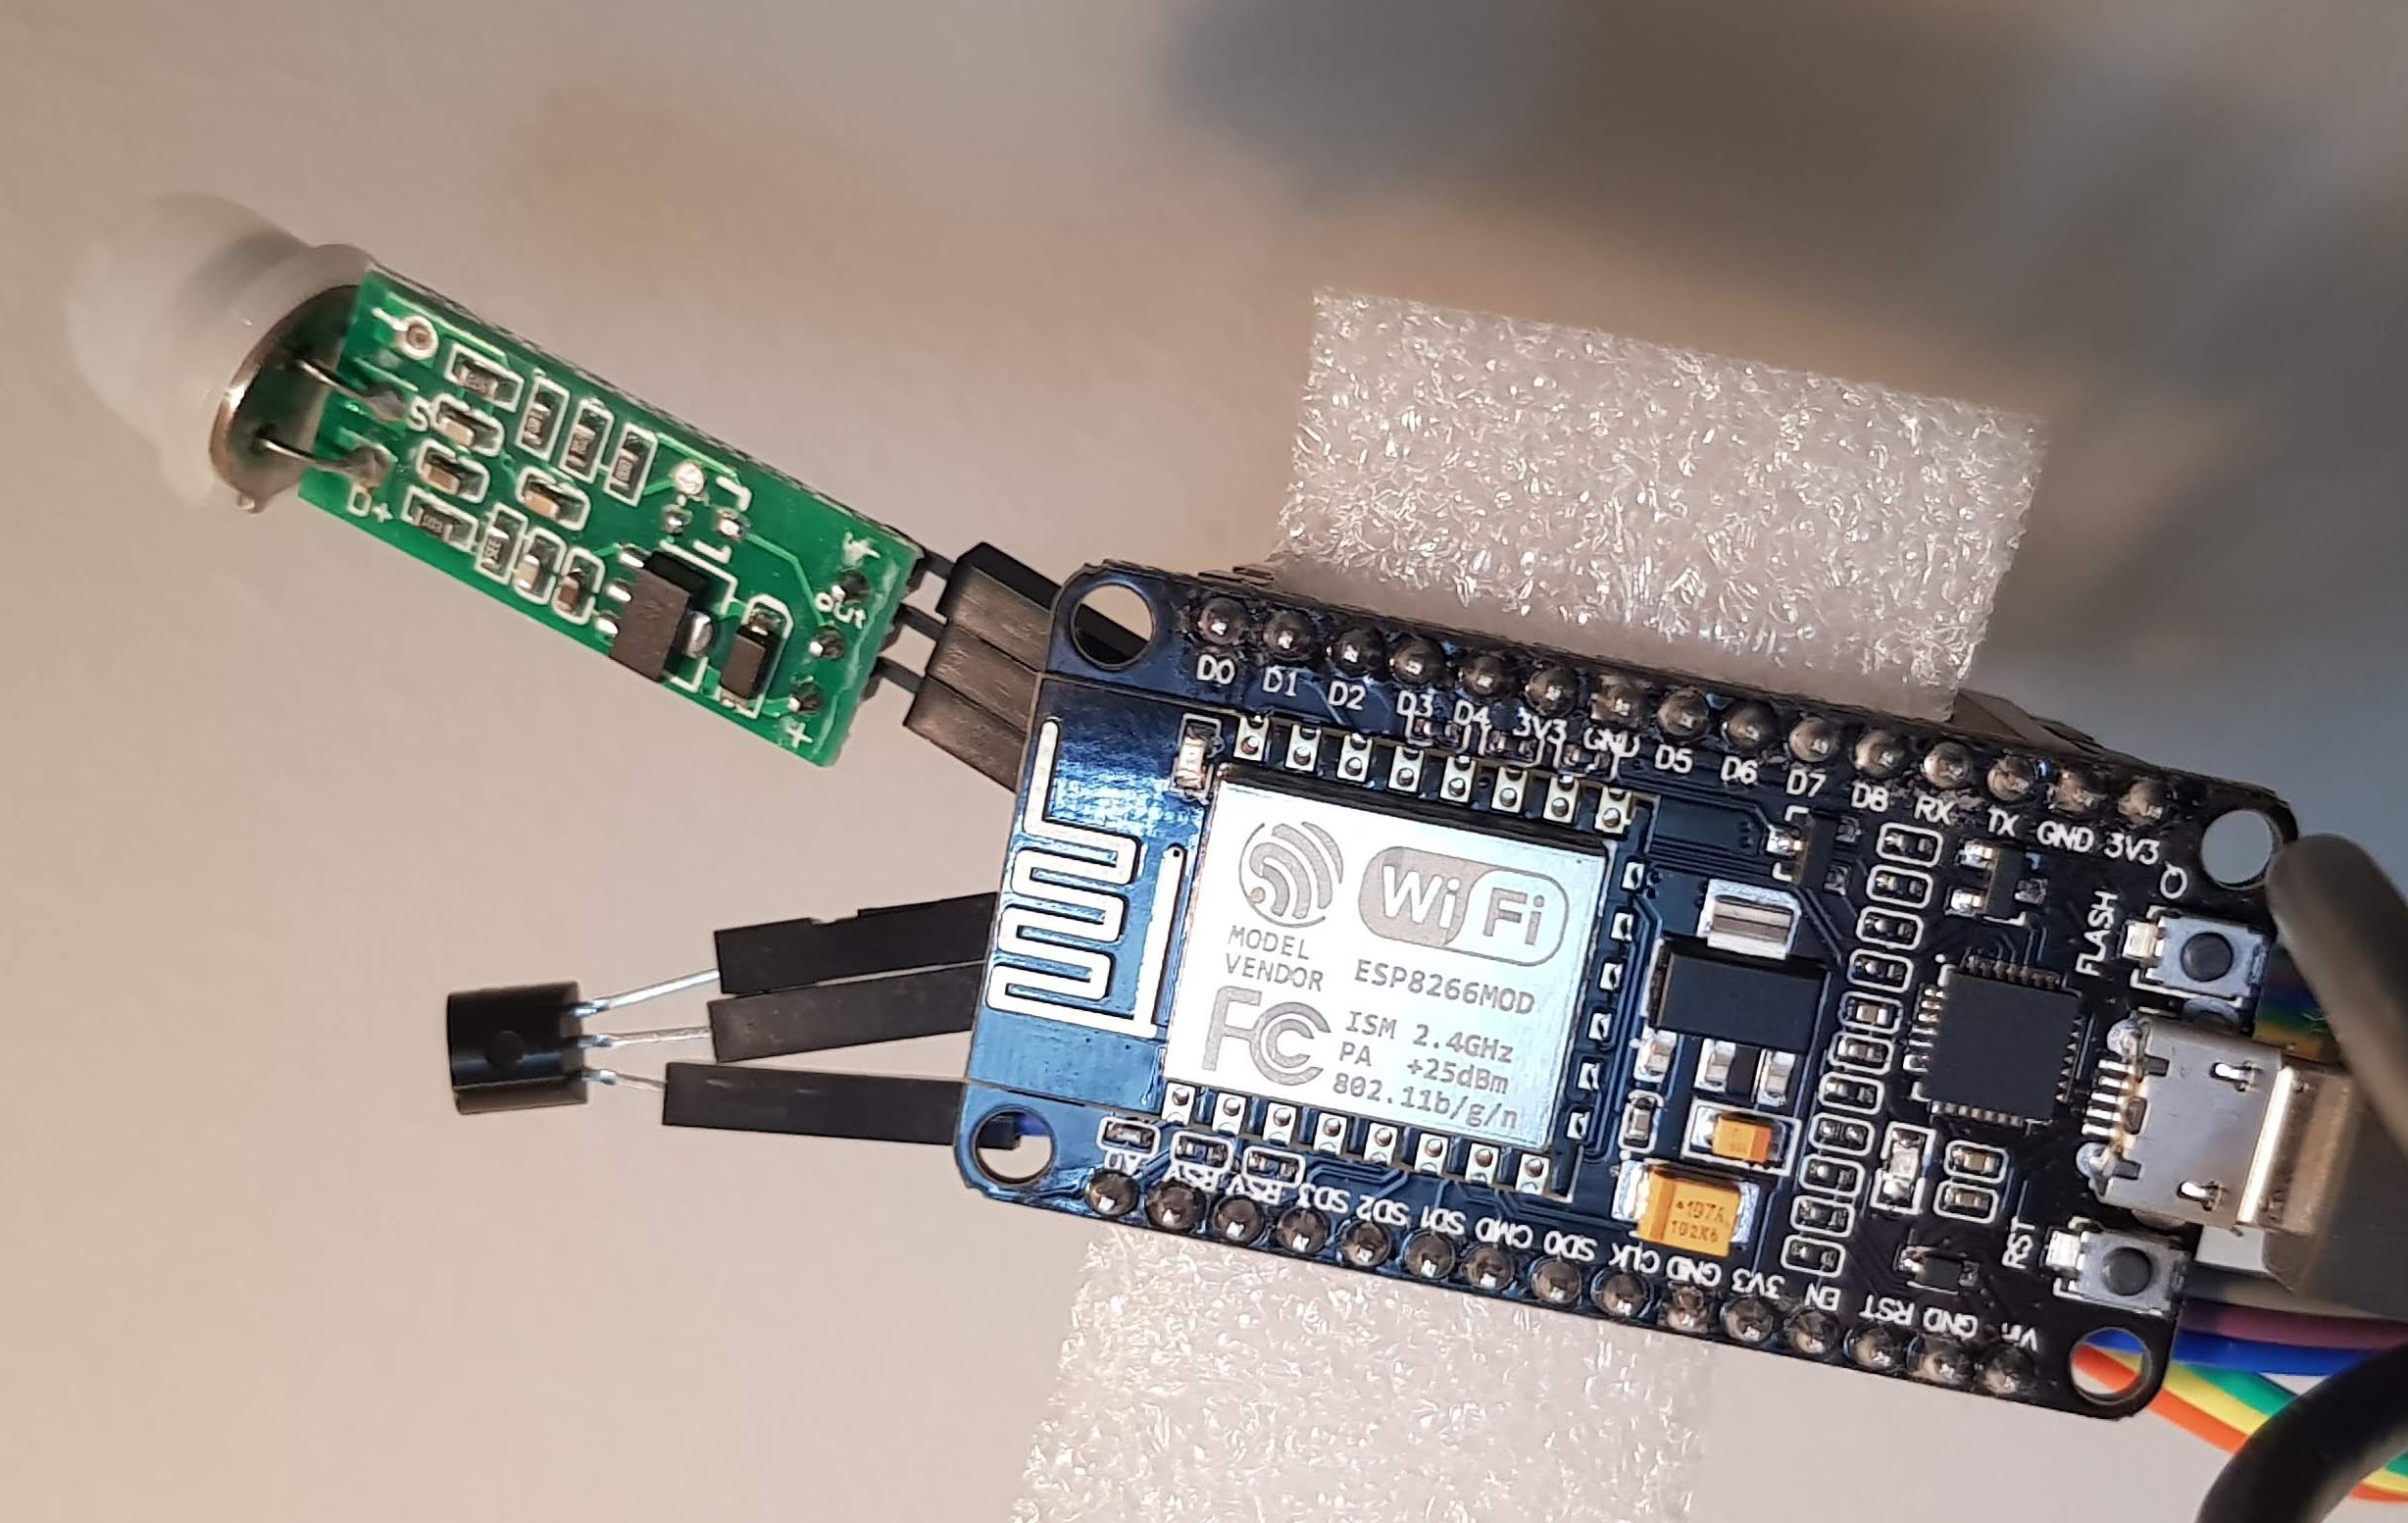 S
D+
out
+
D0 D1 D2 D3 D4 3V3 GND D5 D6 D7 D8 RX TX GND 3V3
FLASH
WiFi
MODEL
VENDOR
ESP8266MOD
FC
ISM 2.4GHz
PA +25dBm
802.11b/g/n
107A
RST
A0 RSV RSV SD3 SD2 SD1 CMD SD0 CLK GND 3V3 EN RST GND Vin